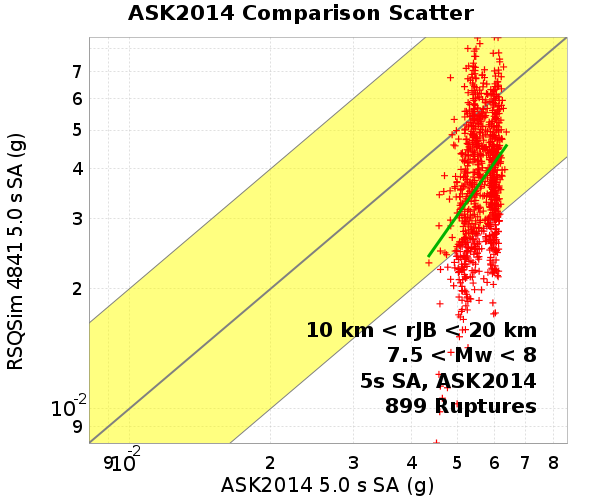 ASK2014 Comparison Scatter
RSQSim 4841 5.0 s SA (g)
7
6
5
4
3
2
10-2
9
10 km < rJB < 20 km
7.5 < Mw < 8
5s SA, ASK2014
899 Ruptures
9 10-2 2 3 4 5 6 7 8
ASK2014 5.0 s SA (g)